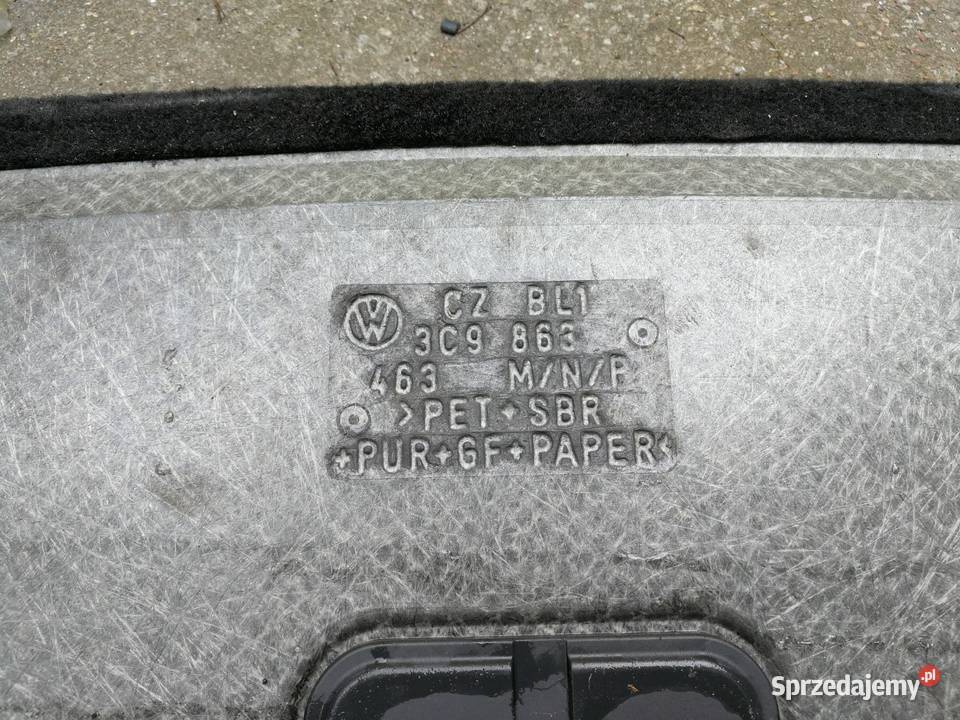 CZ BL1
3C9 863
463 M/N/P
>PET+SBR
+PUR+GF+PAPER<
Sprzedajemy.pl